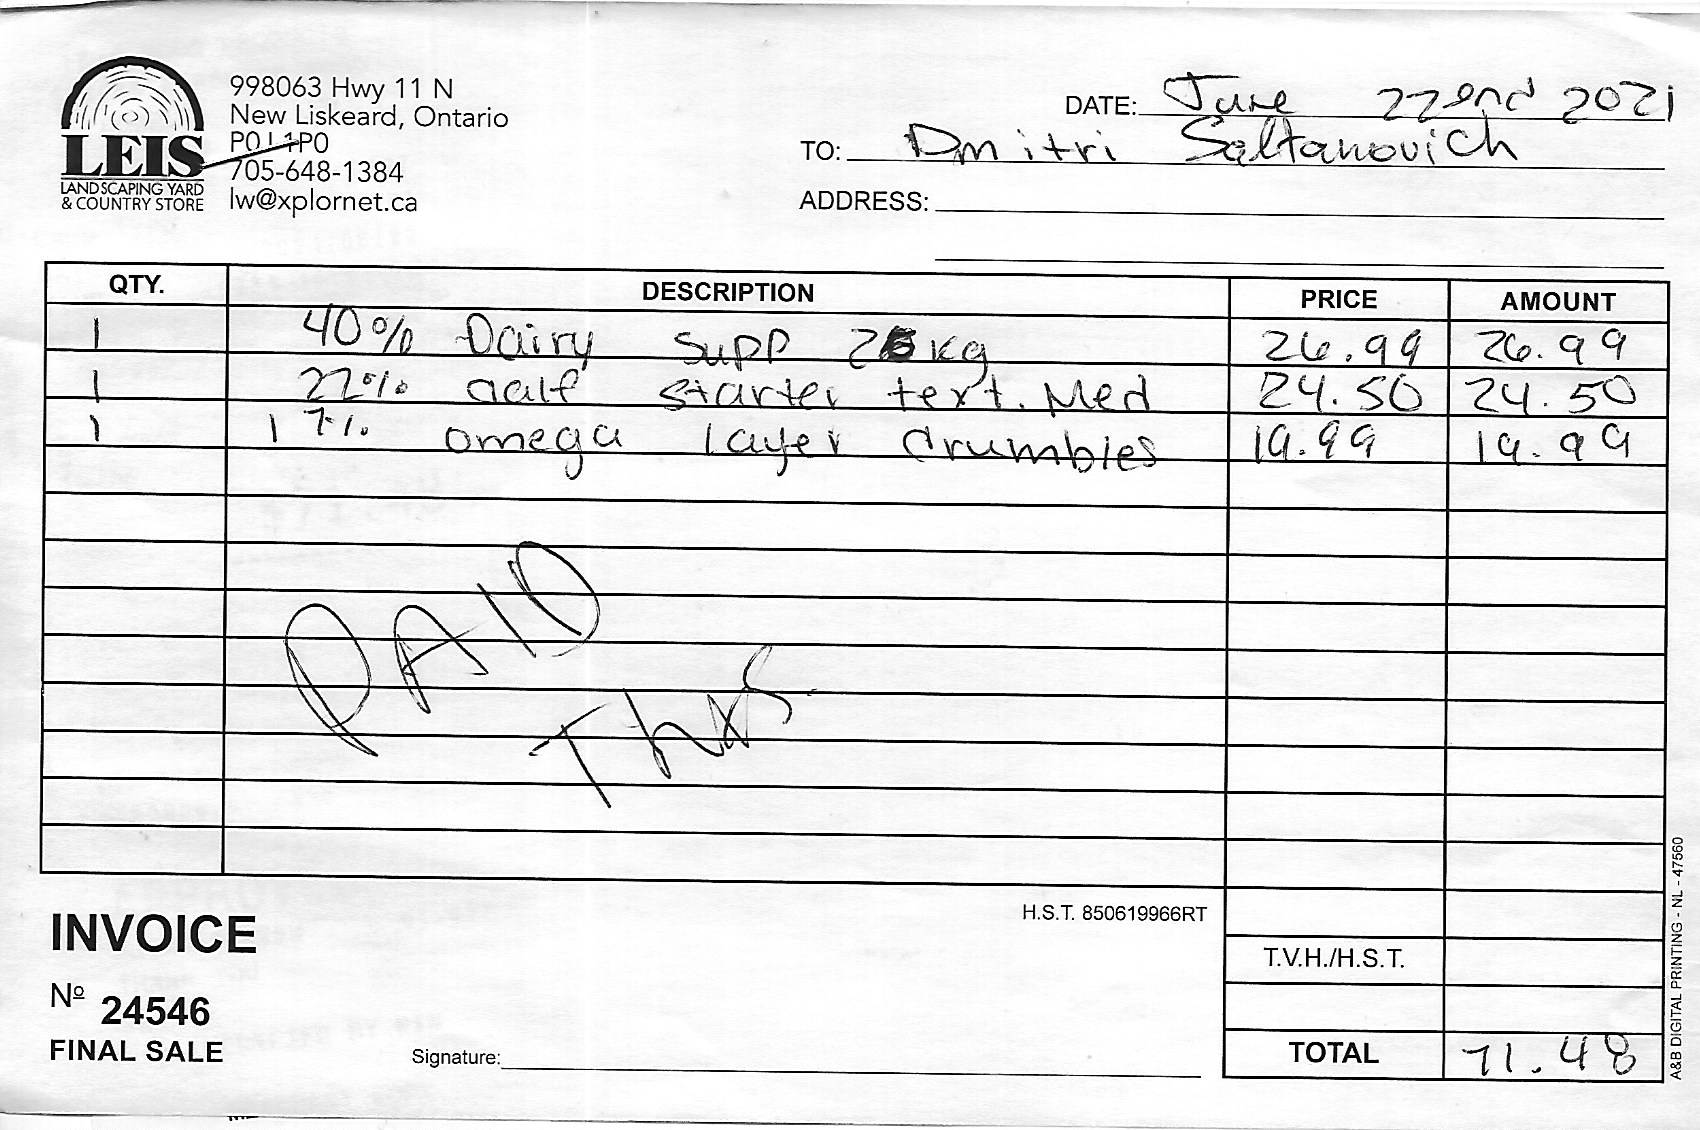 LEIS
LANDSCAPING YARD
& COUNTRY STORE
998063 Hwy 11 N
New Liskeard, Ontario
P0J 1P0
705-648-1384
lw@xplornet.ca
DATE: June 22nd 2021
TO: Dmitri Saltanovich
ADDRESS:
QTY. DESCRIPTION PRICE AMOUNT
1 40% Dairy supp 25kg 26.99 26.99
1 22% calf starter text. Med 24.50 24.50
1 17% omega layer crumbles 19.99 19.99
PAID
Thx
H.S.T. 850619966RT
INVOICE
T.V.H./H.S.T.
Nº 24546
FINAL SALE
Signature:
TOTAL 71.48
A&B DIGITAL PRINTING - NL - 47560